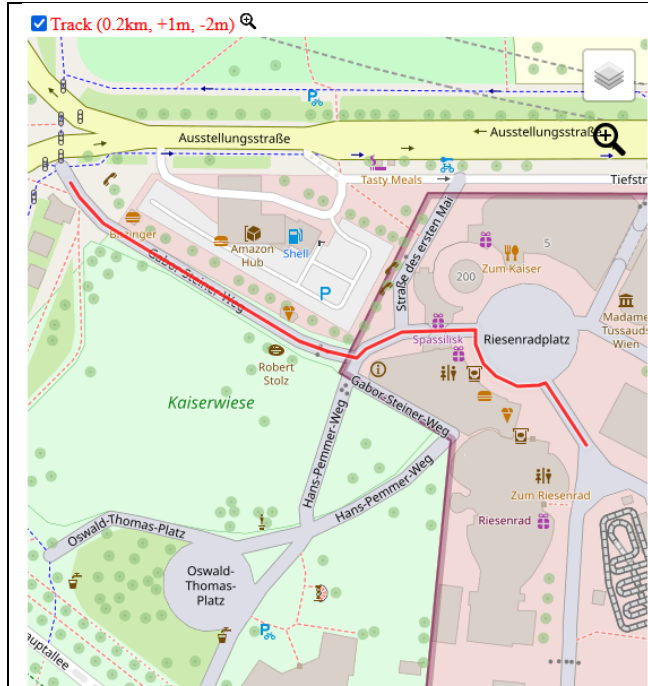 Track (0.2km, +1m, -2m)
Ausstellungsstraße
Ausstellungsstraße
Tasty Meals
Tiefstr
Straße des ersten Mai
Amazon
Hub
Shell
P
5
Zum Kaiser
200
Gabor-Steiner-Weg
Spassilisk
Riesenradplatz
Madame
Tussauds
Wien
Robert
Stolz
Kaiserwiese
Gabor-Steiner-Weg
Hans-Pemmer-Weg
Hans-Pemmer-Weg
Zum Riesenrad
Riesenrad
Oswald-Thomas-Platz
Oswald-
Thomas-
Platz
uptallee